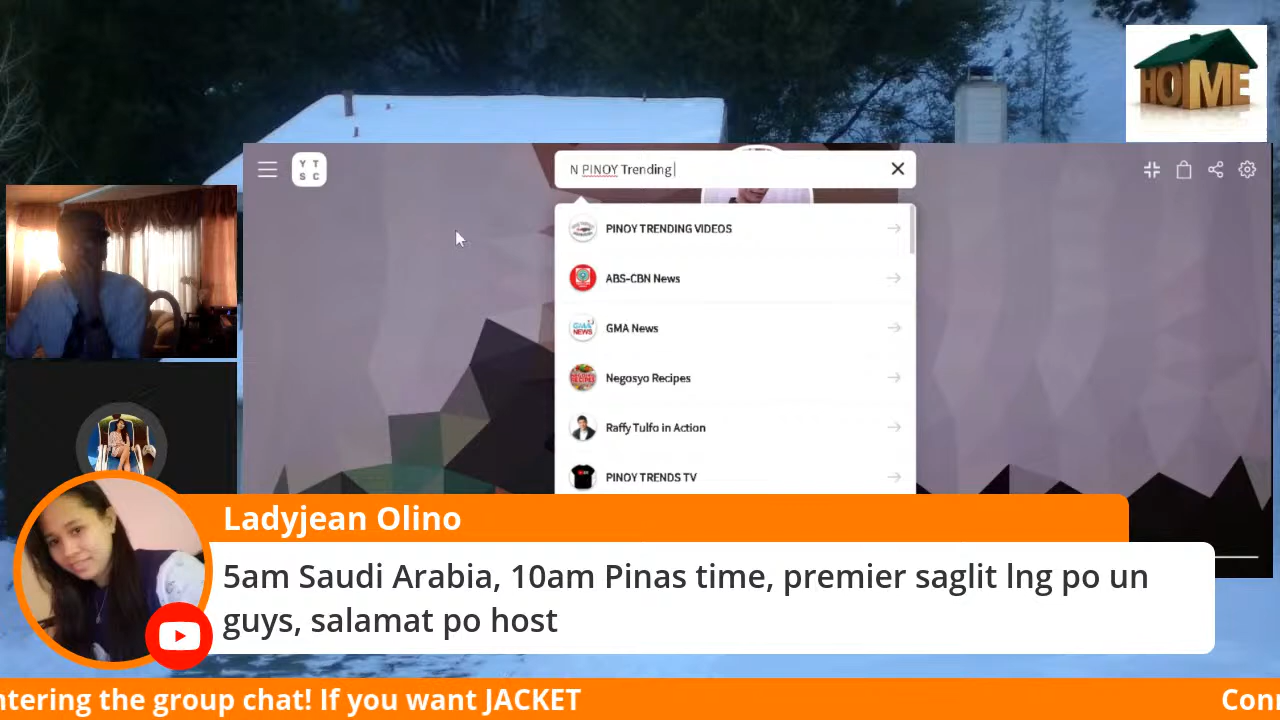 HOME
Y T
S C
N PINOY Trending
PINOY TRENDING VIDEOS
ABS-CBN News
GMA News
Negosyo Recipes
Raffy Tulfo in Action
PINOY TRENDS TV
Ladyjean Olino
5am Saudi Arabia, 10am Pinas time, premier saglit lng po un
guys, salamat po host
ntering the group chat! If you want JACKET
Con